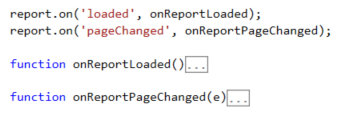 report.on('loaded', onReportLoaded);
report.on('pageChanged', onReportPageChanged);
function onReportLoaded()...
function onReportPageChanged(e)...